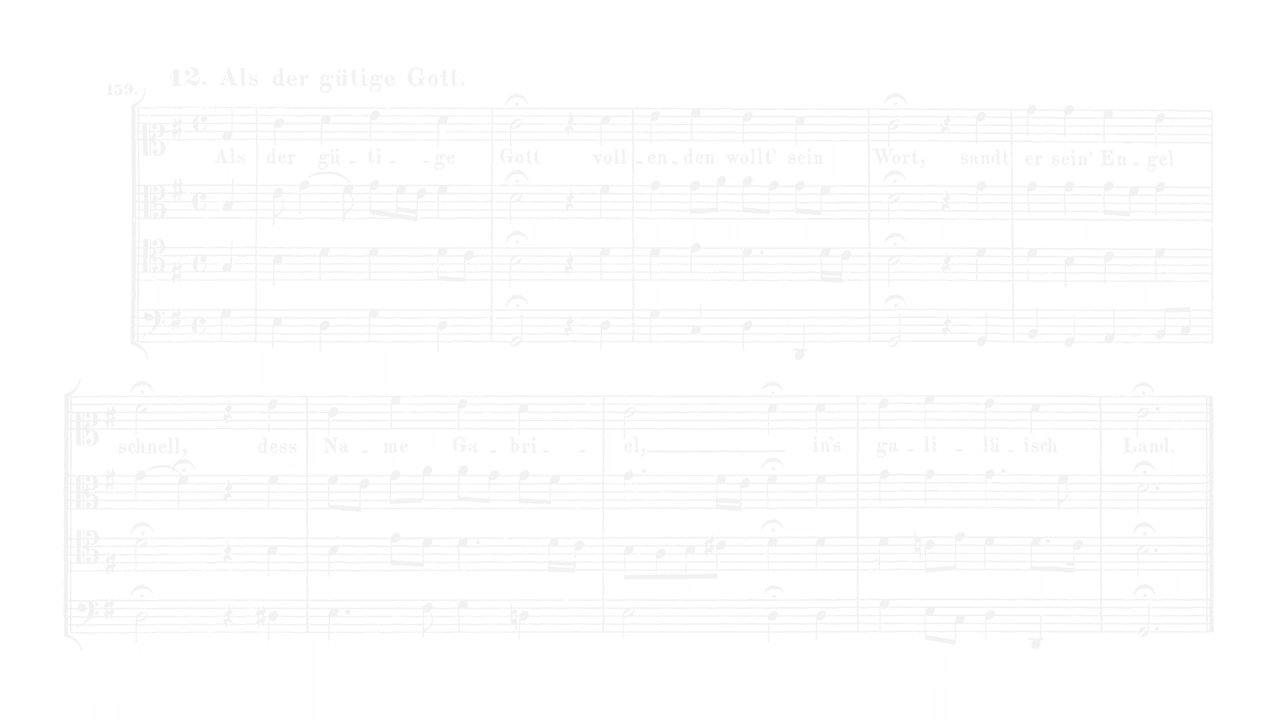 12. Als der gütige Gott.
159.
Als der gü - ti - - ge Gott voll - en - den wollt' sein Wort, sandt er sein' En - gel
schnell, dess Na - me Ga - bri - - el, in's ga - li - lä - isch Land.